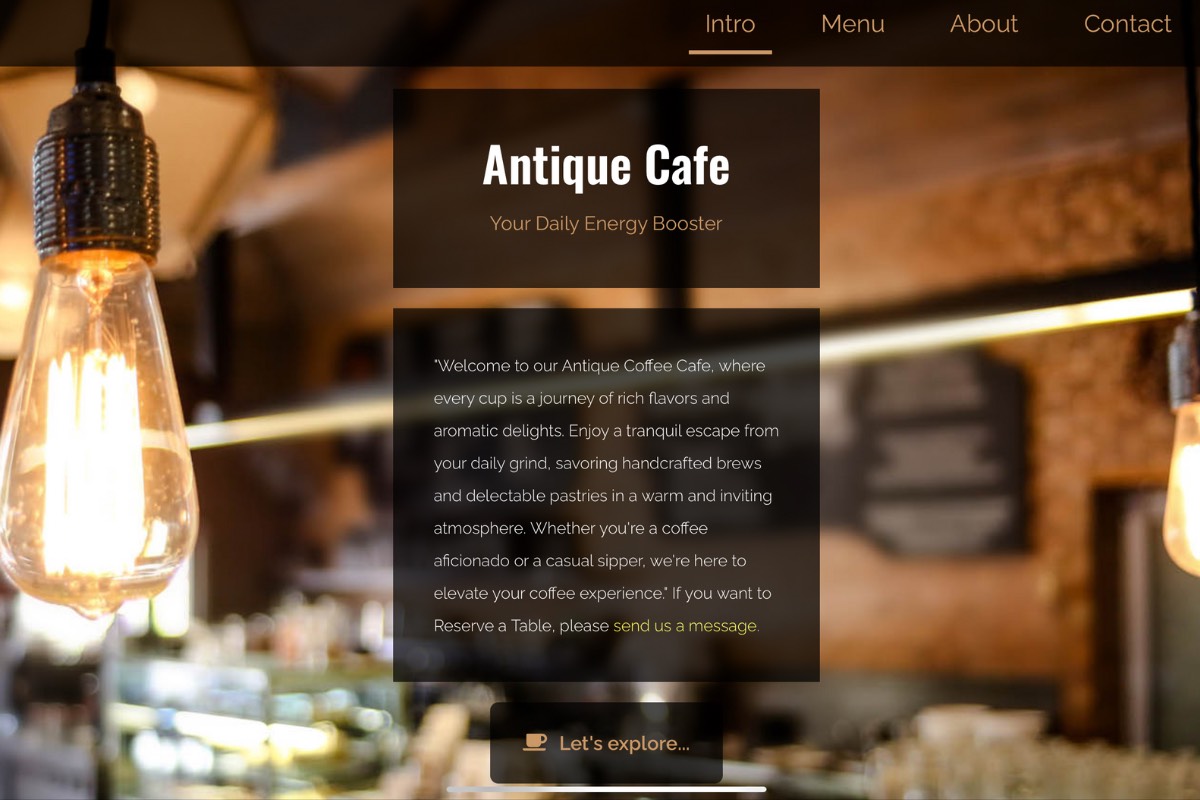 Intro Menu About Contact
Antique Cafe
Your Daily Energy Booster
"Welcome to our Antique Coffee Cafe, where
every cup is a journey of rich flavors and
aromatic delights. Enjoy a tranquil escape from
your daily grind, savoring handcrafted brews
and delectable pastries in a warm and inviting
atmosphere. Whether you're a coffee
aficionado or a casual sipper, we're here to
elevate your coffee experience." If you want to
Reserve a Table, please send us a message.
Let's explore...